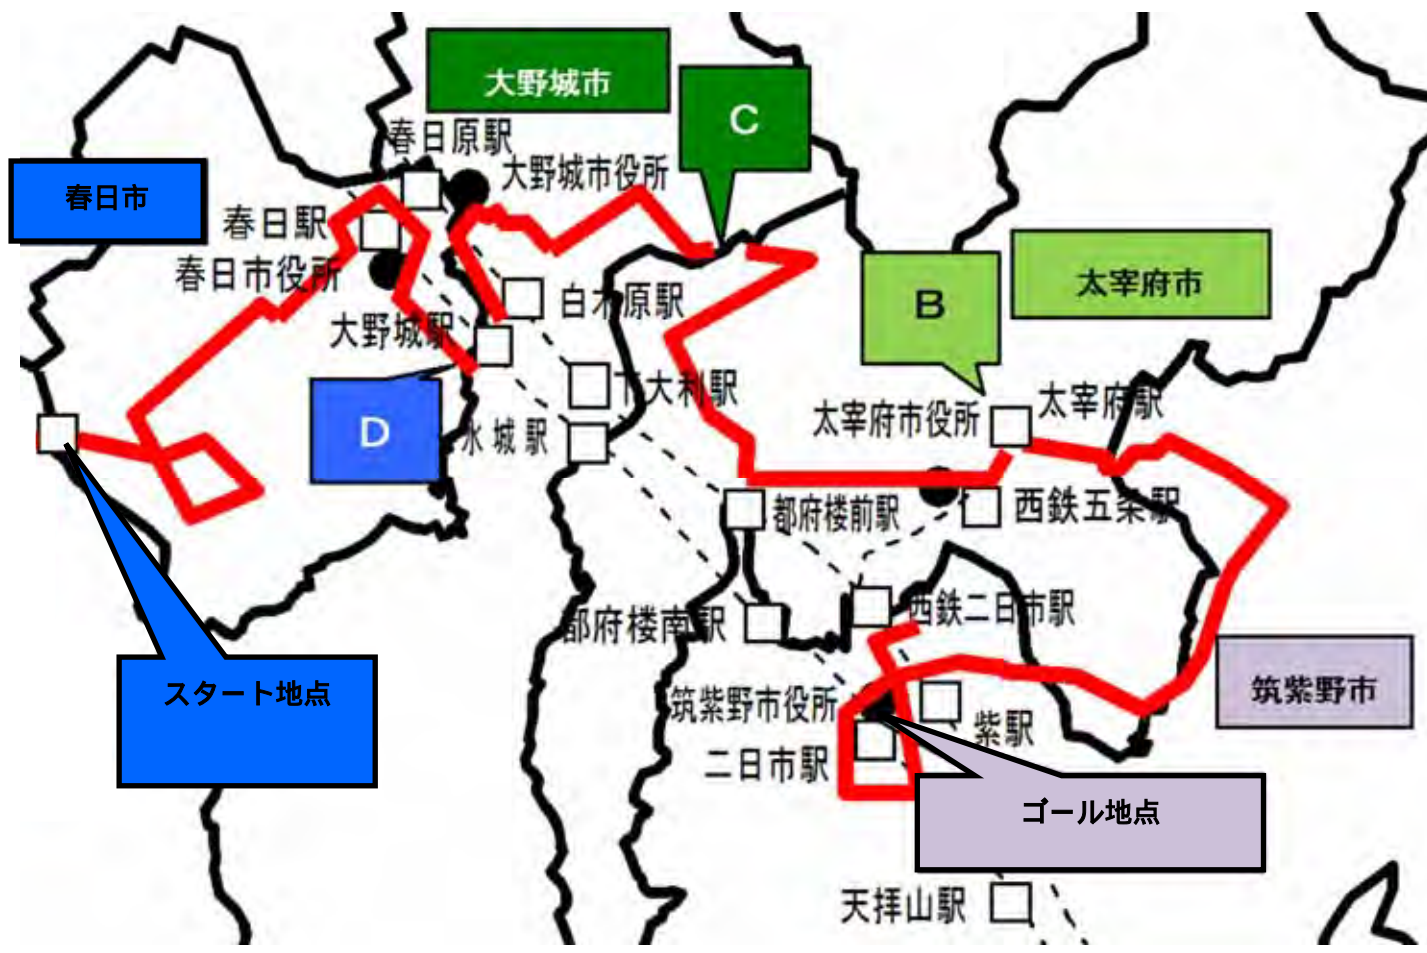 大野城市
C
春日原駅
大野城市役所
春日市
春日駅
春日市役所
B
太宰府市
白木原駅
大野城駅
下大利駅
太宰府駅
太宰府市役所
D
水城駅
都府楼前駅
西鉄五条駅
都府楼南駅
西鉄二日市駅
スタート地点
筑紫野市役所
筑紫野市
紫駅
二日市駅
ゴール地点
天拝山駅